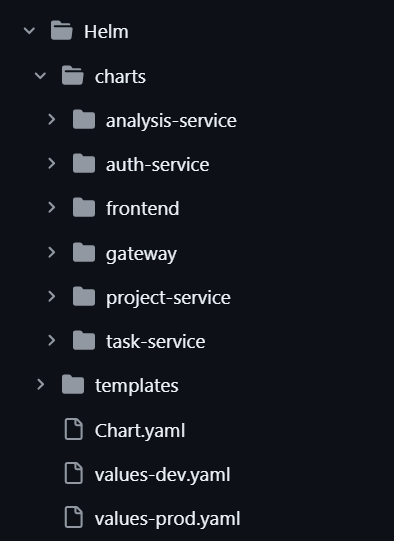 Helm
charts
analysis-service
auth-service
frontend
gateway
project-service
task-service
templates
Chart.yaml
values-dev.yaml
values-prod.yaml